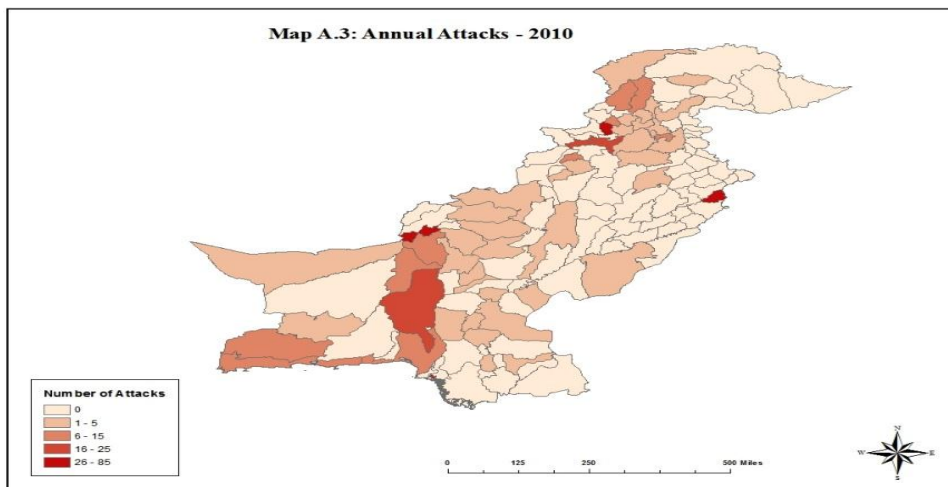 Map A.3: Annual Attacks - 2010
Number of Attacks
0
1 - 5
6 - 15
16 - 25
26 - 85
N
W E
S
0 125 250 500 Miles